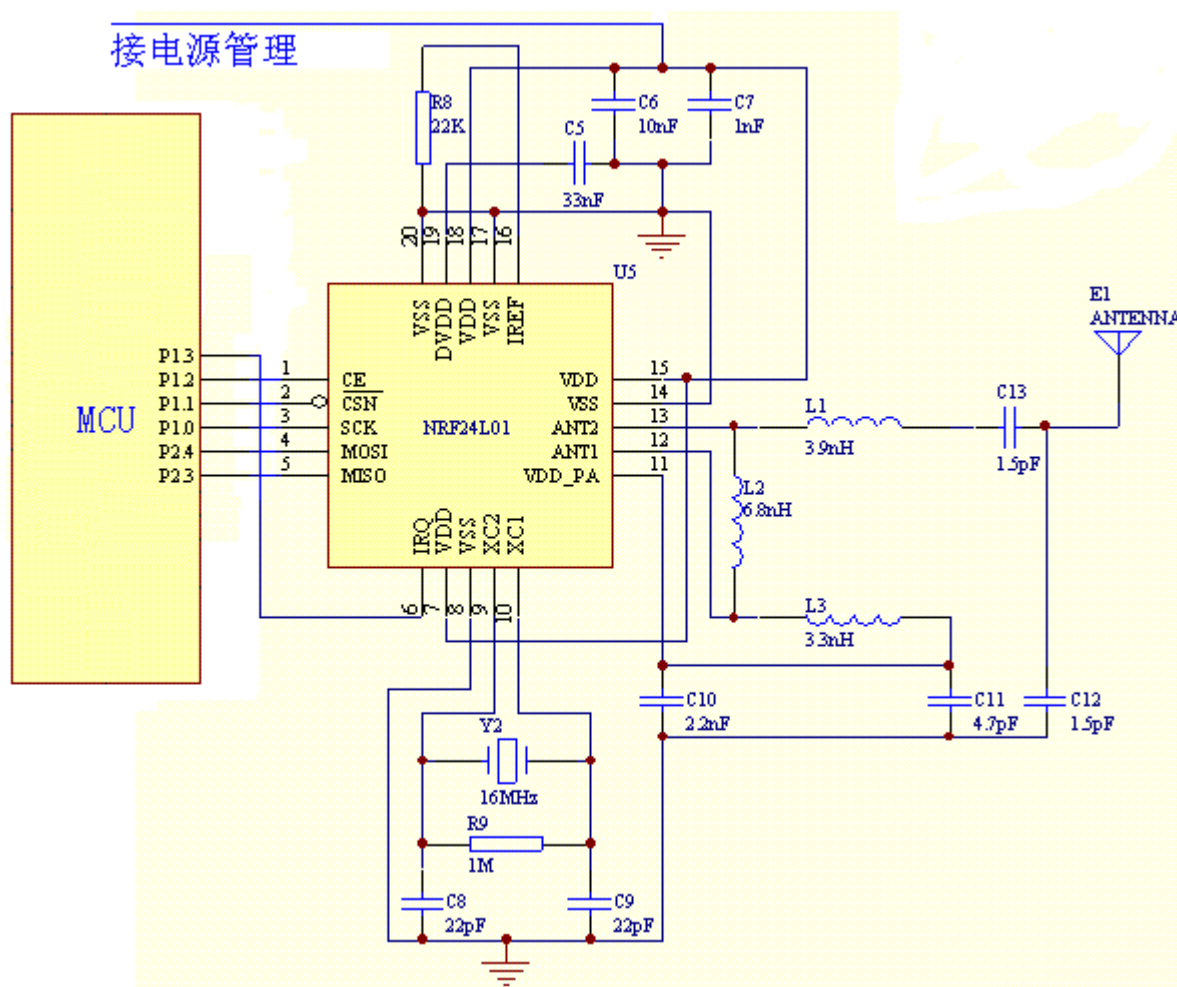 接电源管理
R8
22K
C6
10nF
C7
1nF
C5
33nF
20
19
18
17
16
U5
VSS
DVDD
VDD
VSS
IREF
E1
ANTENNA
P1.3
P1.2
P1.1
P1.0
P2.4
P2.3
MCU
1
2
3
4
5
CE
CSN
SCK
MOSI
MISO
NRF24L01
VDD
VSS
ANT2
ANT1
VDD_PA
15
14
13
12
11
L1
3.9nH
C13
1.5pF
L2
6.8nH
IRQ
VDD
VSS
XC2
XC1
6
7
8
9
10
L3
3.3nH
C10
2.2nF
C11
4.7pF
C12
1.5pF
Y2
16MHz
R9
1M
C8
22pF
C9
22pF